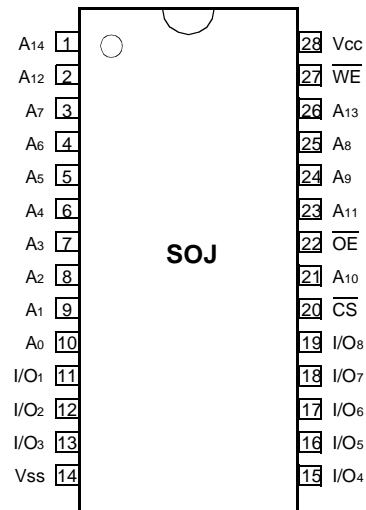 A14 1 28 Vcc
A12 2 27 WE
A7 3 26 A13
A6 4 25 A8
A5 5 24 A9
A4 6 23 A11
A3 7 22 OE
SOJ
A2 8 21 A10
A1 9 20 CS
A0 10 19 I/O8
I/O1 11 18 I/O7
I/O2 12 17 I/O6
I/O3 13 16 I/O5
Vss 14 15 I/O4